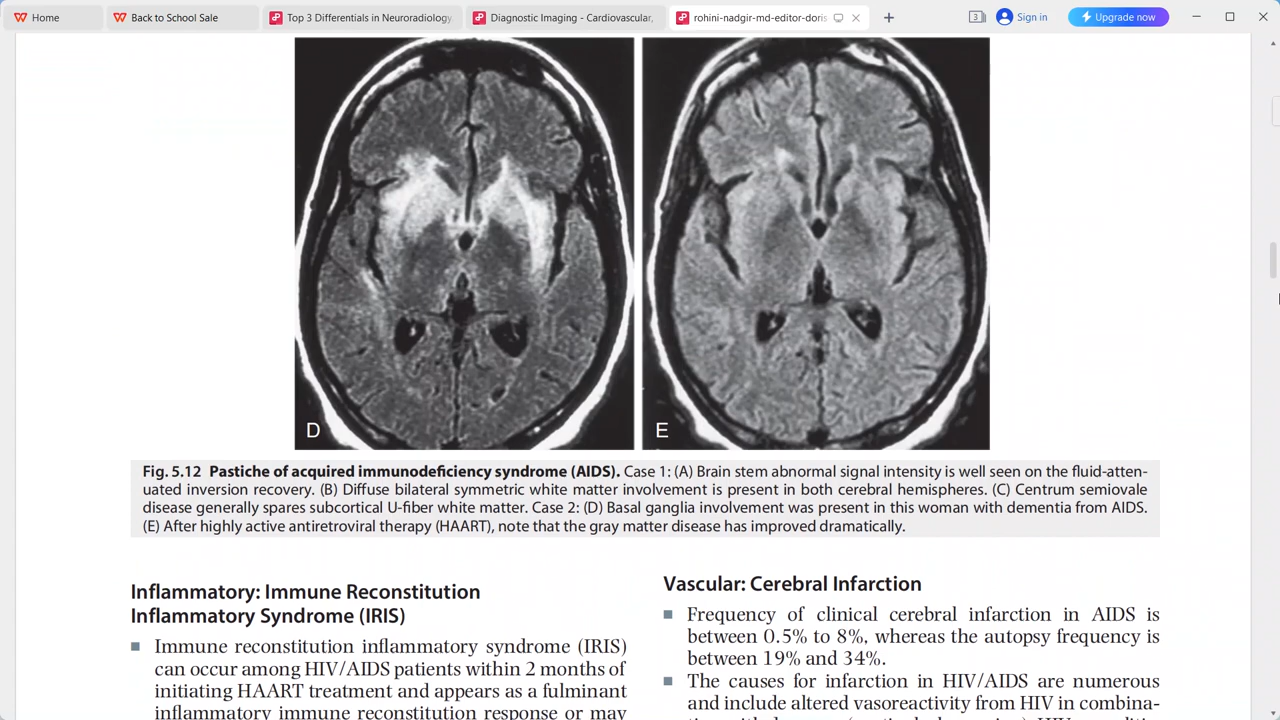 Home
Back to School Sale
Top 3 Differentials in Neuroradiology
Diagnostic Imaging - Cardiovascular,
rohini-nadgir-md-editor-doris
3
Sign in
Upgrade now
D
E
Fig. 5.12 Pastiche of acquired immunodeficiency syndrome (AIDS). Case 1: (A) Brain stem abnormal signal intensity is well seen on the fluid-atten-
uated inversion recovery. (B) Diffuse bilateral symmetric white matter involvement is present in both cerebral hemispheres. (C) Centrum semiovale
disease generally spares subcortical U-fiber white matter. Case 2: (D) Basal ganglia involvement was present in this woman with dementia from AIDS.
(E) After highly active antiretroviral therapy (HAART), note that the gray matter disease has improved dramatically.
Inflammatory: Immune Reconstitution
Inflammatory Syndrome (IRIS)
Immune reconstitution inflammatory syndrome (IRIS)
can occur among HIV/AIDS patients within 2 months of
initiating HAART treatment and appears as a fulminant
inflammatory immune reconstitution response or may
Vascular: Cerebral Infarction
Frequency of clinical cerebral infarction in AIDS is
between 0.5% to 8%, whereas the autopsy frequency is
between 19% and 34%.
The causes for infarction in HIV/AIDS are numerous
and include altered vasoreactivity from HIV in combina-